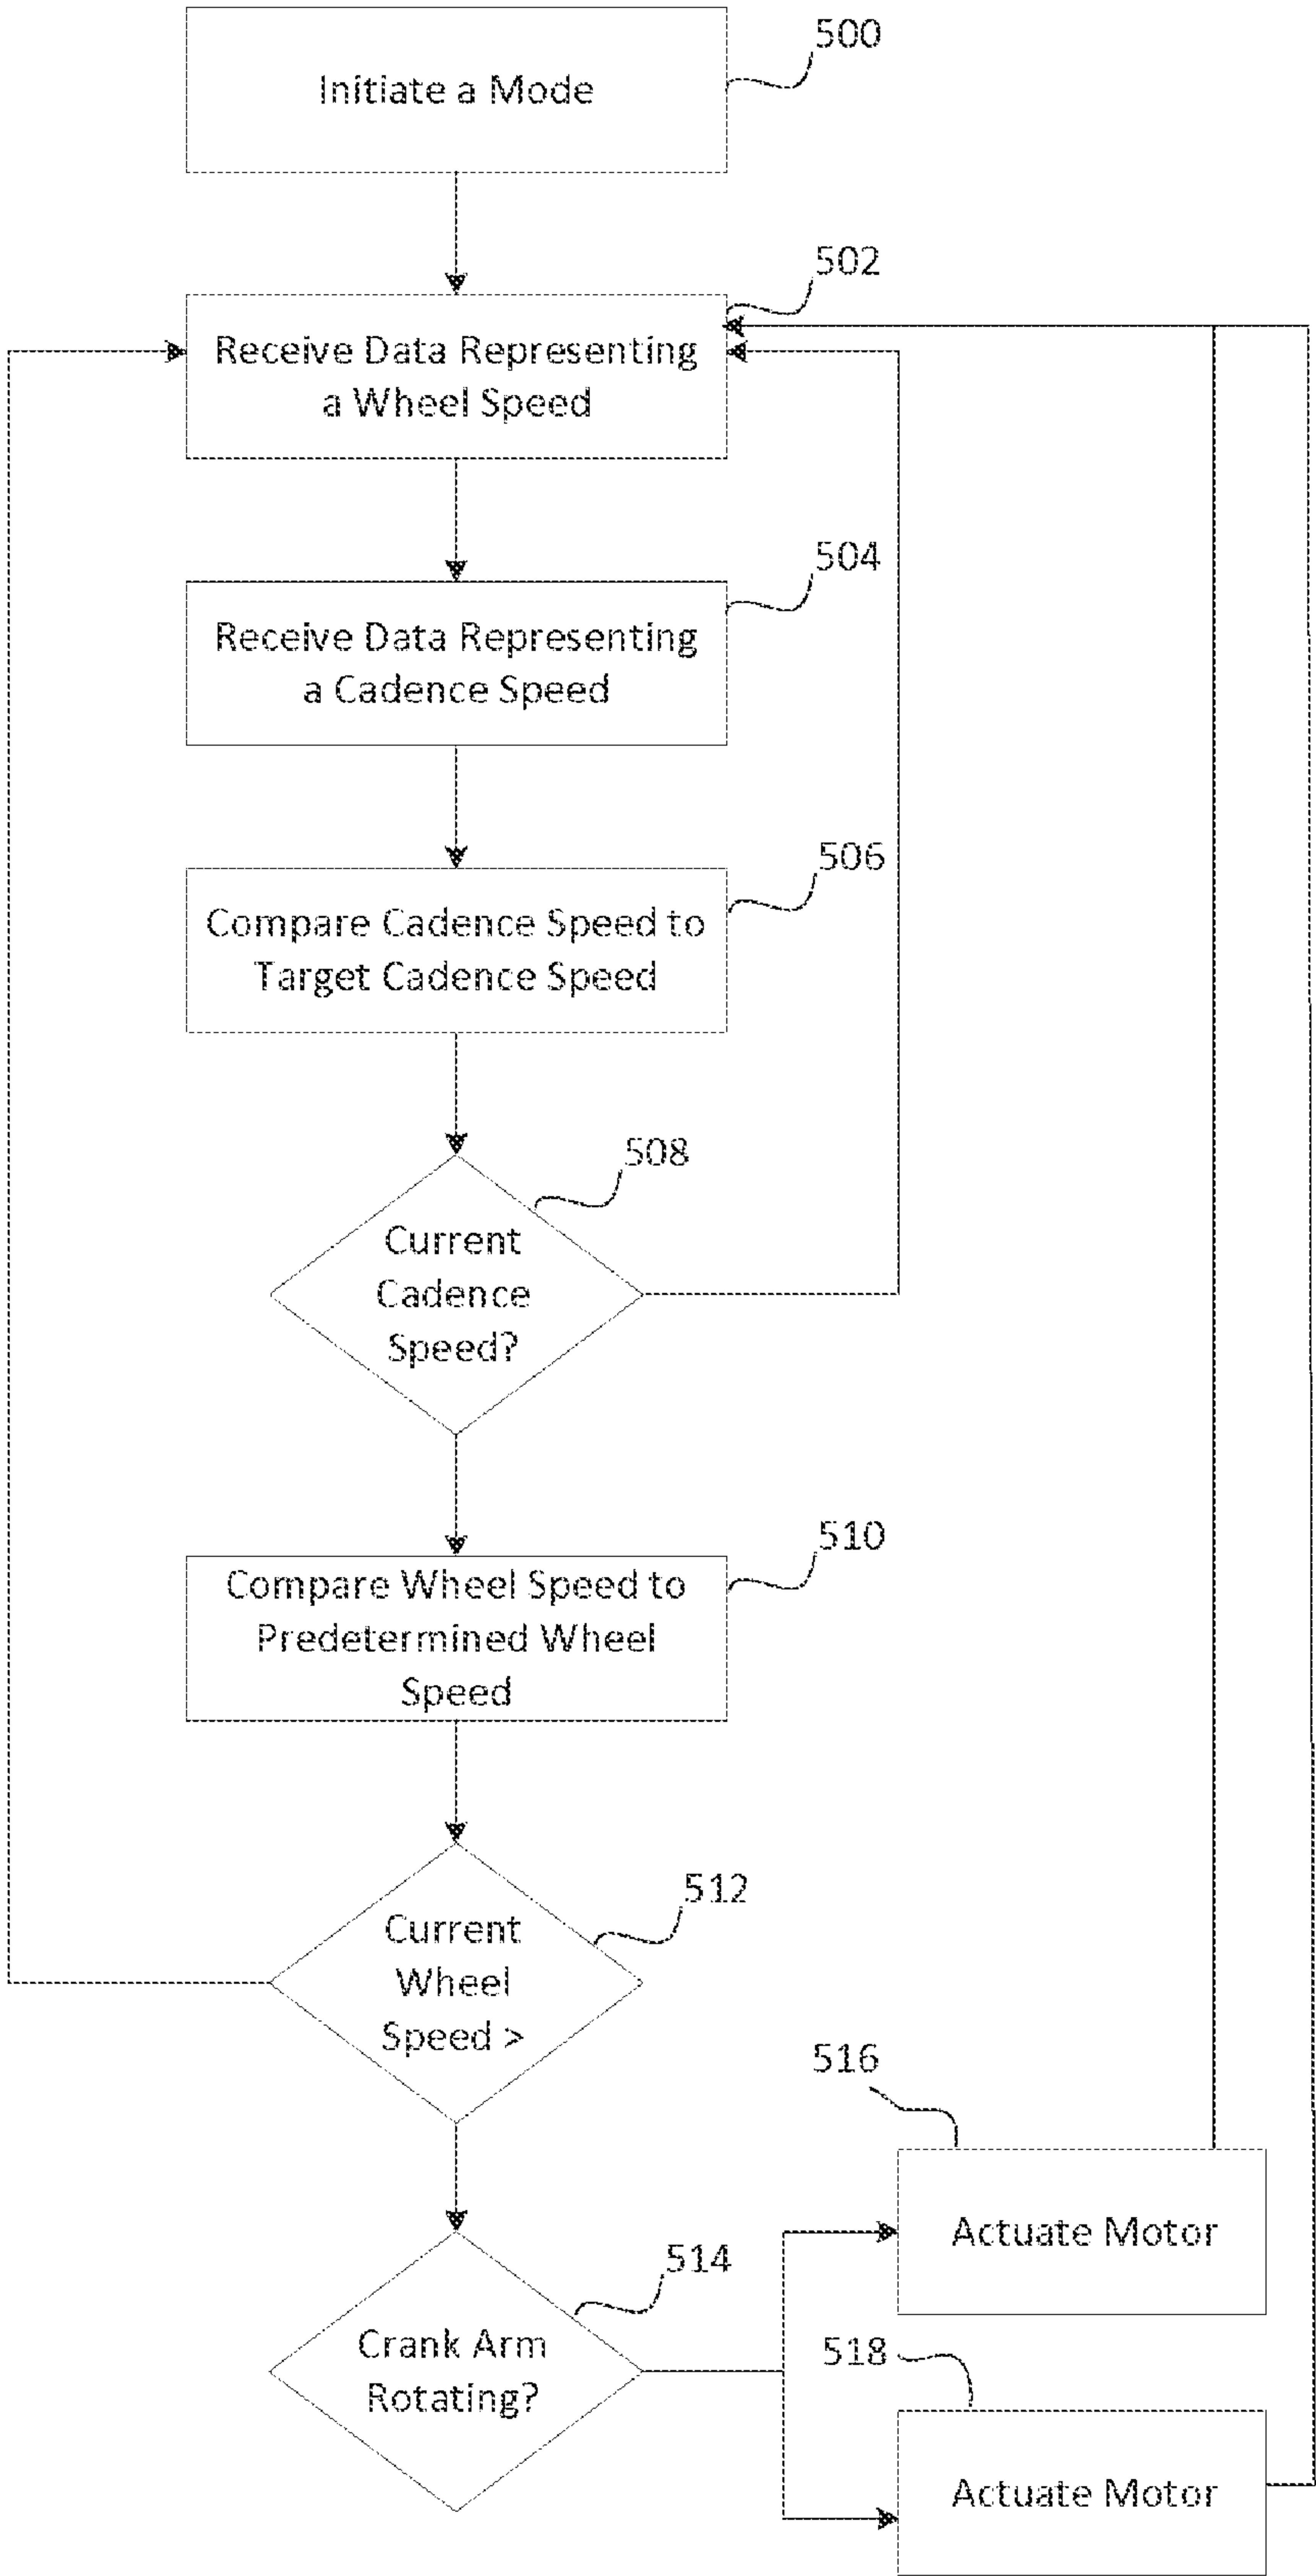 500
Initiate a Mode
502
Receive Data Representing
a Wheel Speed
504
Receive Data Representing
a Cadence Speed
506
Compare Cadence Speed to
Target Cadence Speed
508
Current
Cadence
Speed?
510
Compare Wheel Speed to
Predetermined Wheel
Speed
512
Current
Wheel
Speed >
514
Crank Arm
Rotating?
516
Actuate Motor
518
Actuate Motor